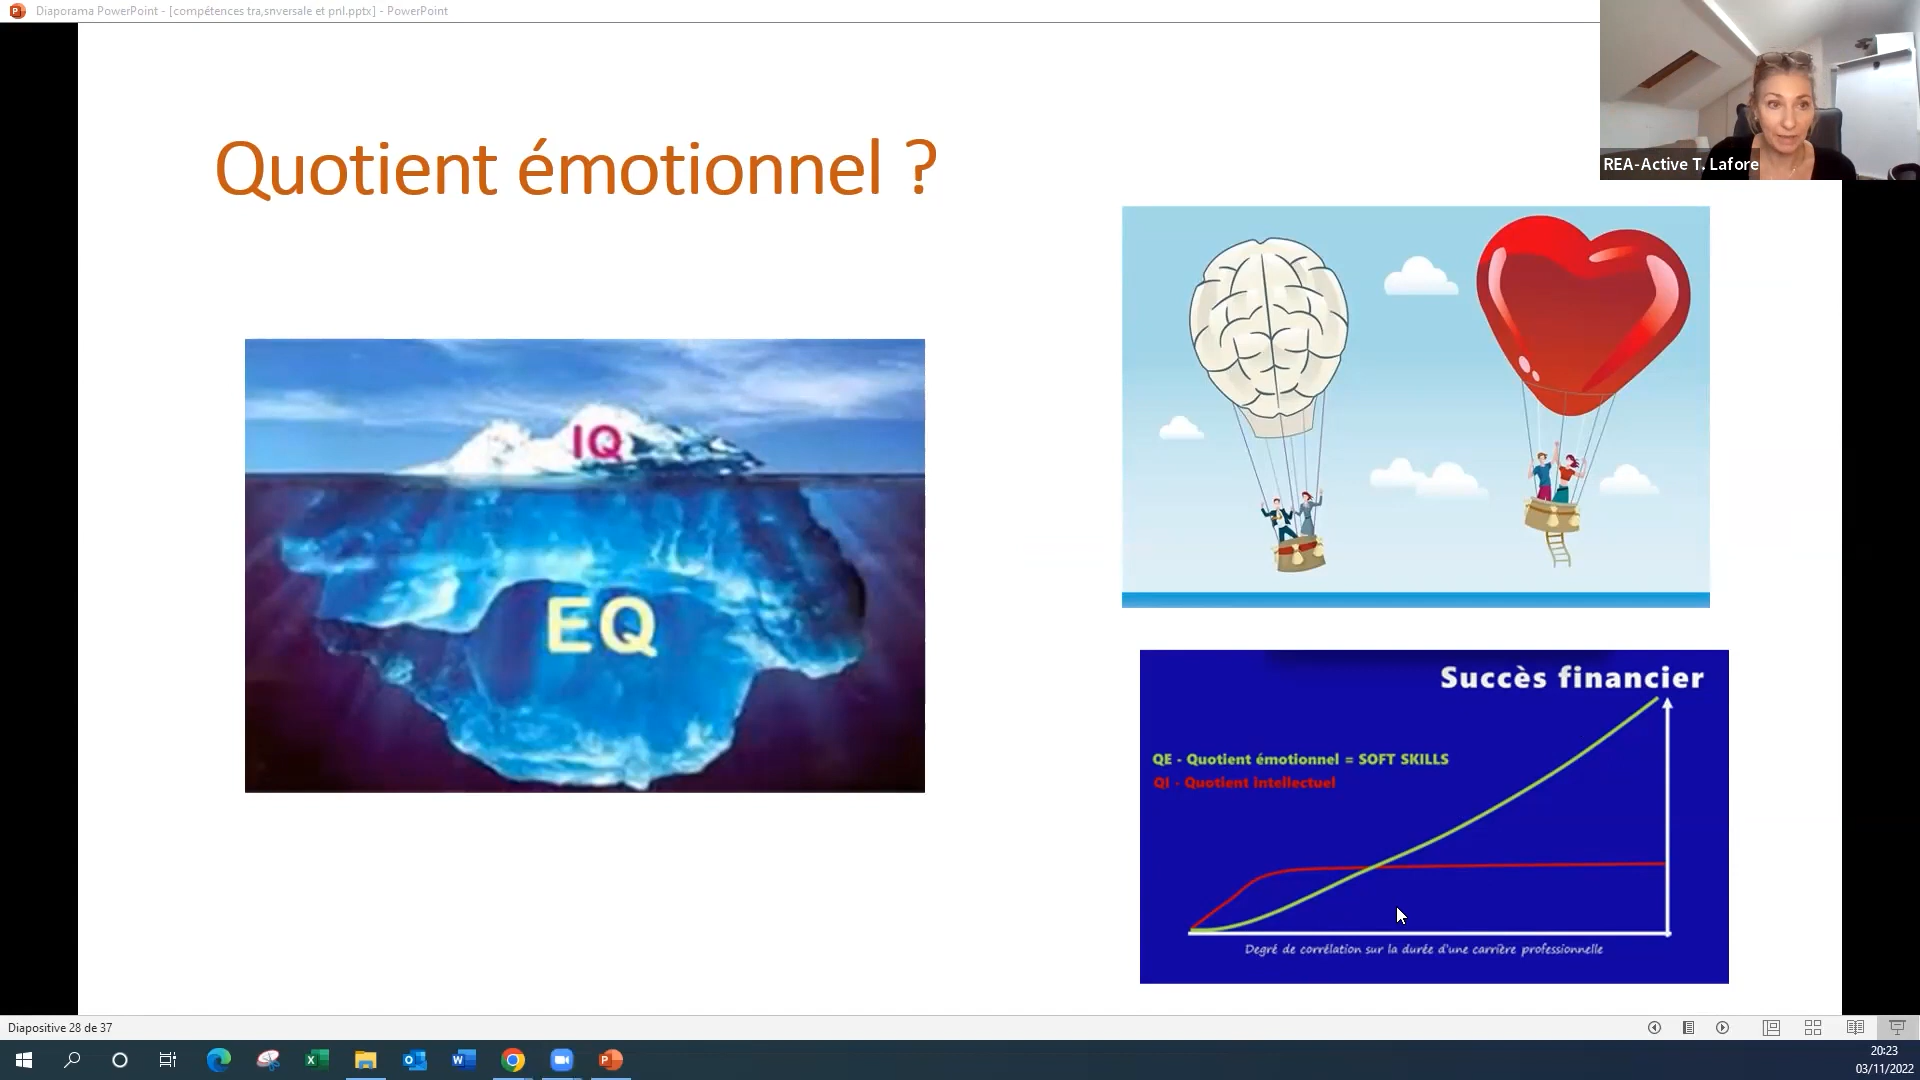 Diaporama PowerPoint - [compétences tra,snversale et pnl.pptx] - PowerPoint
REA-Active T. Lafore
Quotient émotionnel ?
IQ
EQ
Succès financier
QE - Quotient émotionnel = SOFT SKILLS
QI - Quotient intellectuel
Degré de corrélation sur la durée d'une carrière professionnelle
Diapositive 28 de 37
20:23
03/11/2022